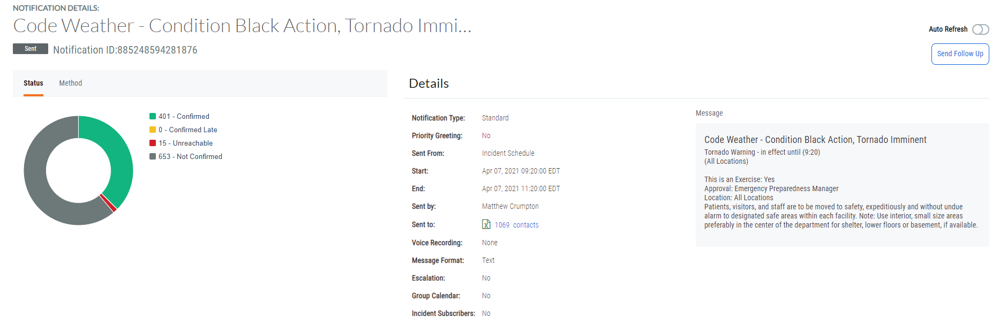 NOTIFICATION DETAILS:
Code Weather - Condition Black Action, Tornado Immi...
Sent Notification ID:885248594281876
Auto Refresh
Send Follow Up
Status Method
401 - Confirmed
0 - Confirmed Late
15 - Unreachable
653 - Not Confirmed
Details
Notification Type: Standard
Priority Greeting: No
Sent From: Incident Schedule
Start: Apr 07, 2021 09:20:00 EDT
End: Apr 07, 2021 11:20:00 EDT
Sent by: Matthew Crumpton
Sent to: 1069 contacts
Voice Recording: None
Message Format: Text
Escalation: No
Group Calendar: No
Incident Subscribers: No
Message
Code Weather - Condition Black Action, Tornado Imminent
Tornado Warning - in effect until (9:20)
(All Locations)
This is an Exercise: Yes
Approval: Emergency Preparedness Manager
Location: All Locations
Patients, visitors, and staff are to be moved to safety, expeditiously and without undue
alarm to designated safe areas within each facility. Note: Use interior, small size areas
preferably in the center of the department for shelter, lower floors or basement, if available.